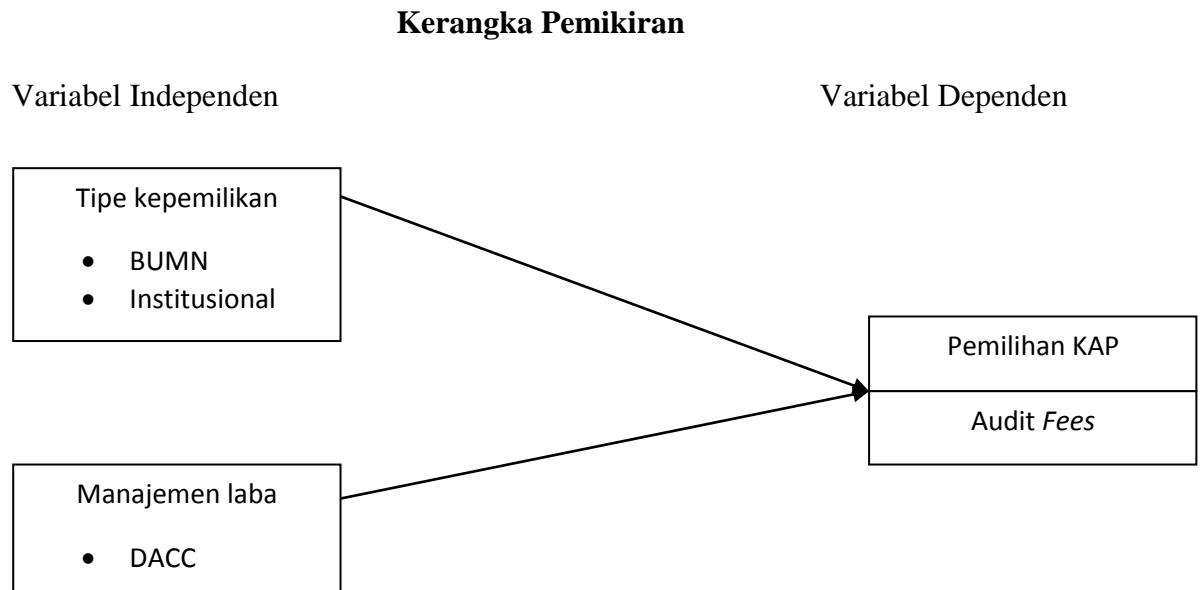 Kerangka Pemikiran
Variabel Independen
Variabel Dependen
Tipe kepemilikan
• BUMN
• Institusional
Pemilihan KAP
Audit Fees
Manajemen laba
• DACC